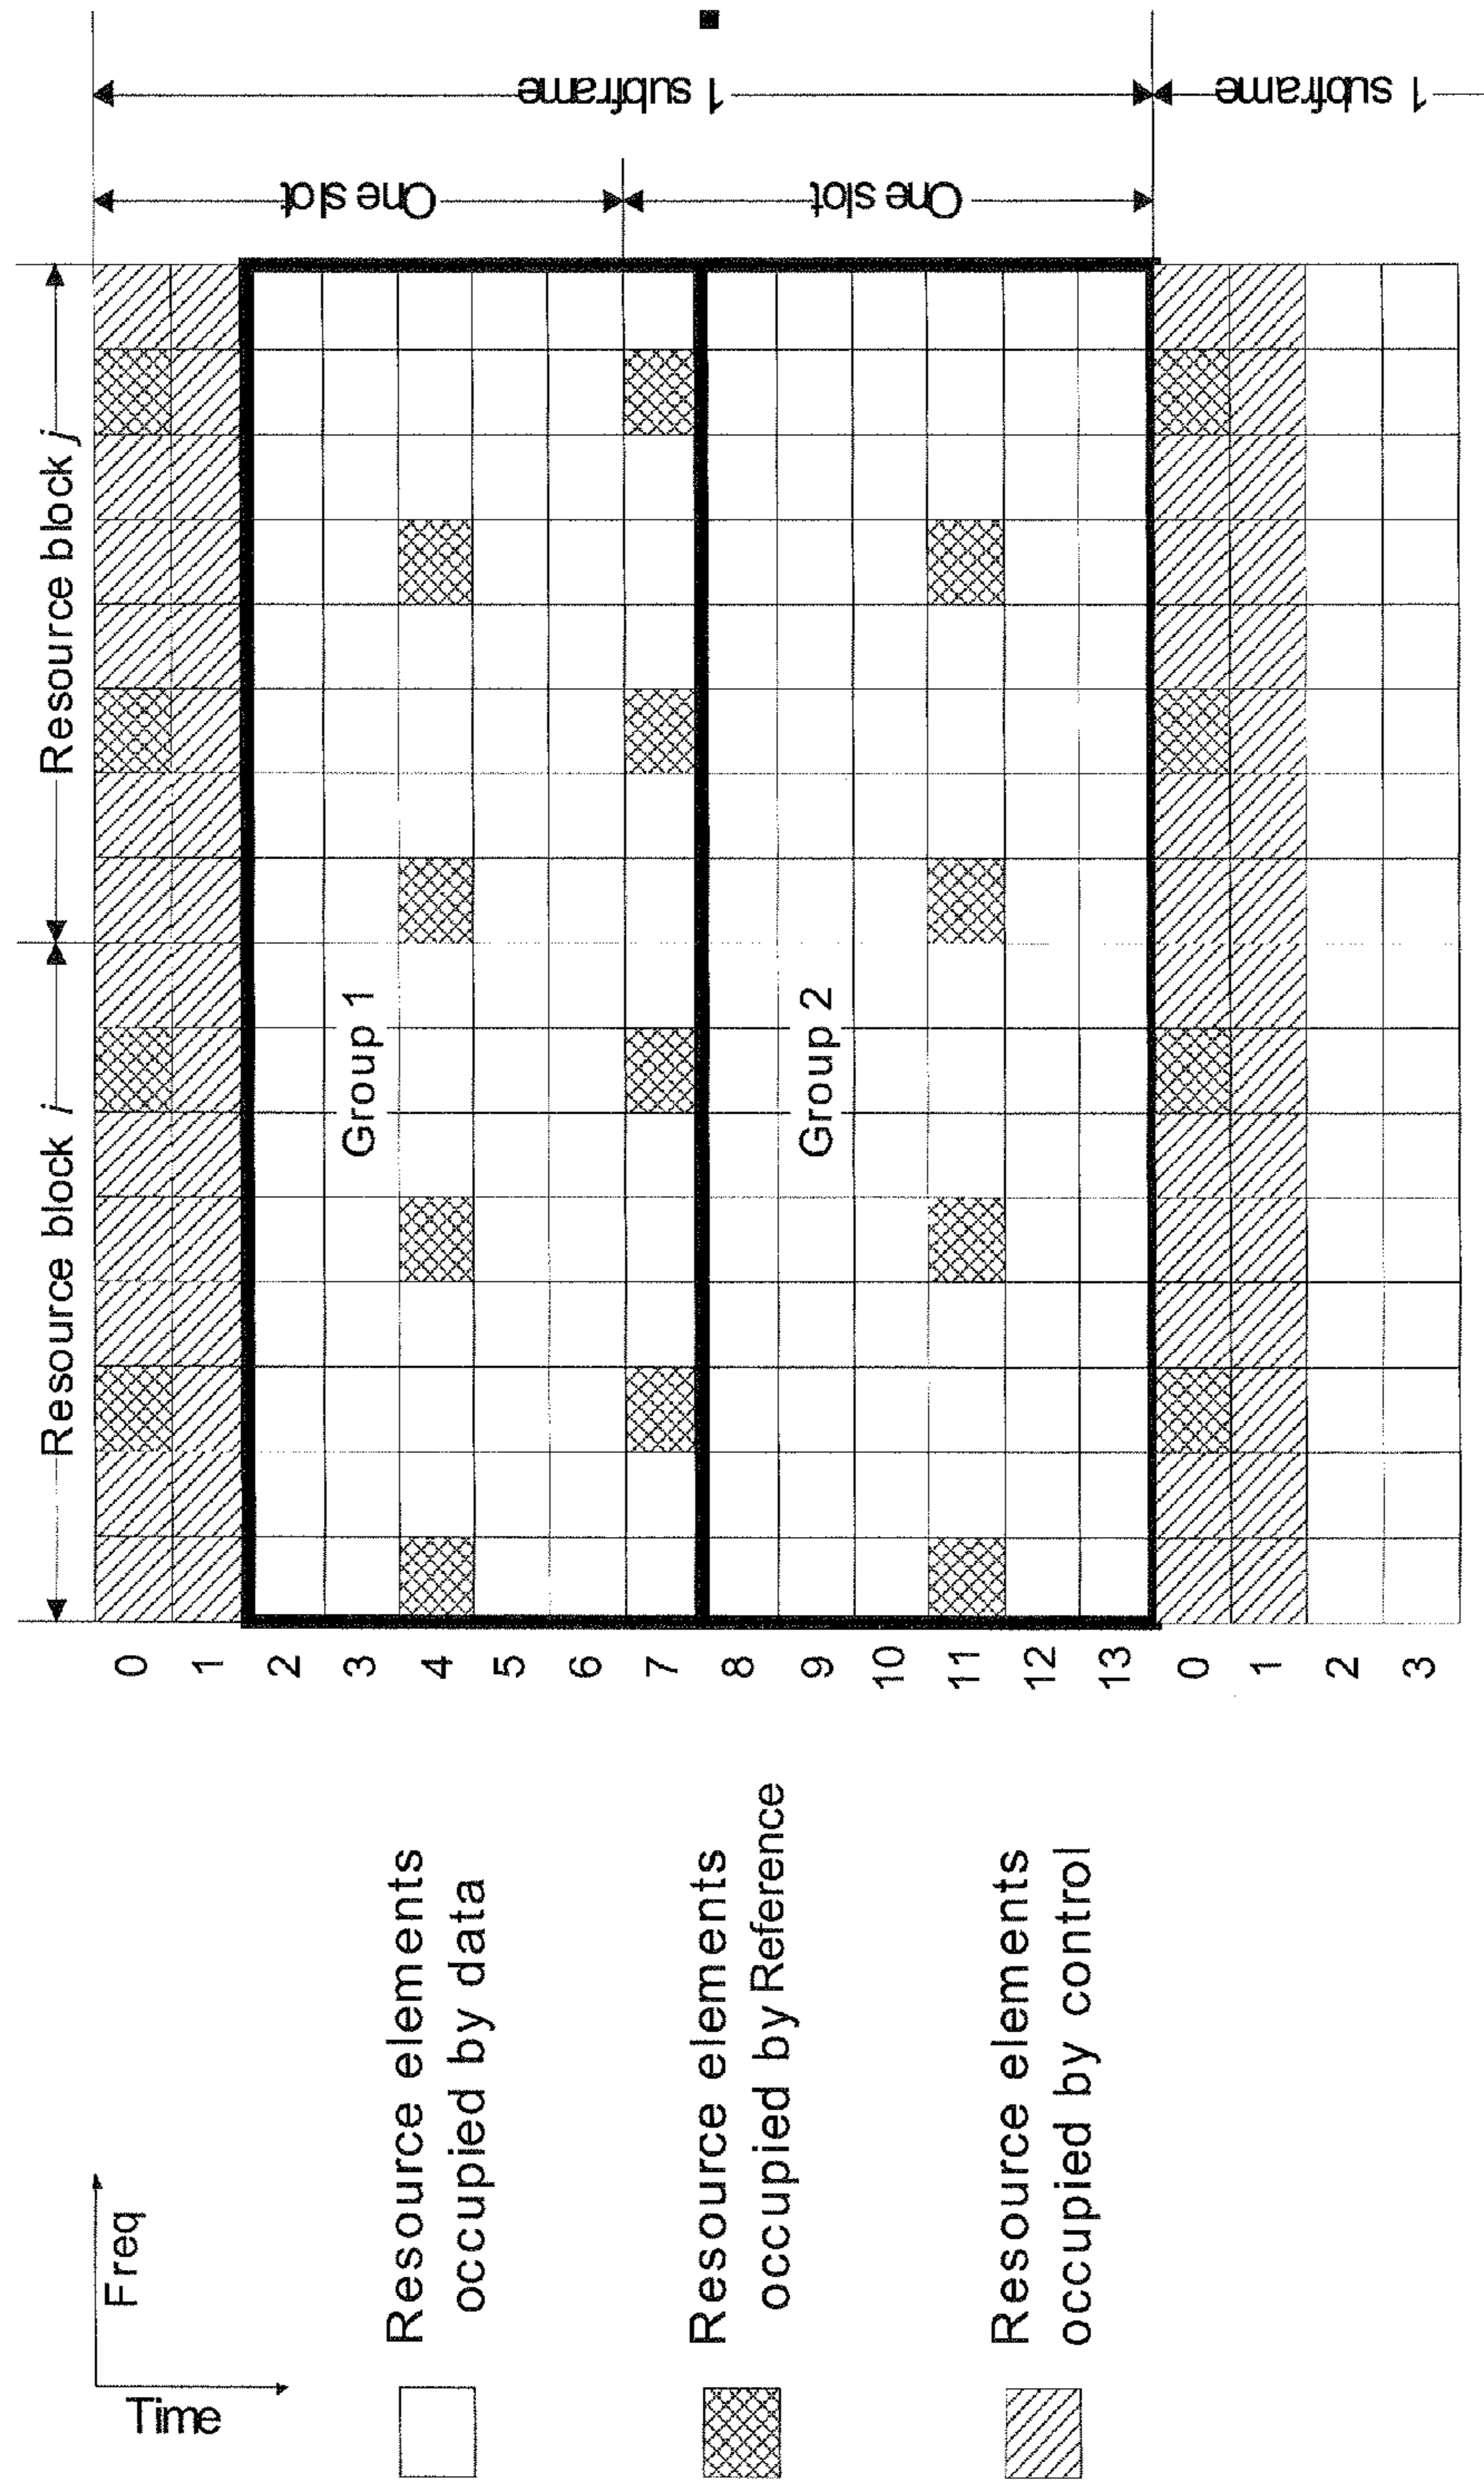 Resource block i
Resource block j
One slot
One slot
1 subframe
1 subframe
Group 1
Group 2
0
1
2
3
4
5
6
7
8
9
10
11
12
13
0
1
2
3
Freq
Time
Resource elements
occupied by data
Resource elements
occupied by Reference
Resource elements
occupied by control